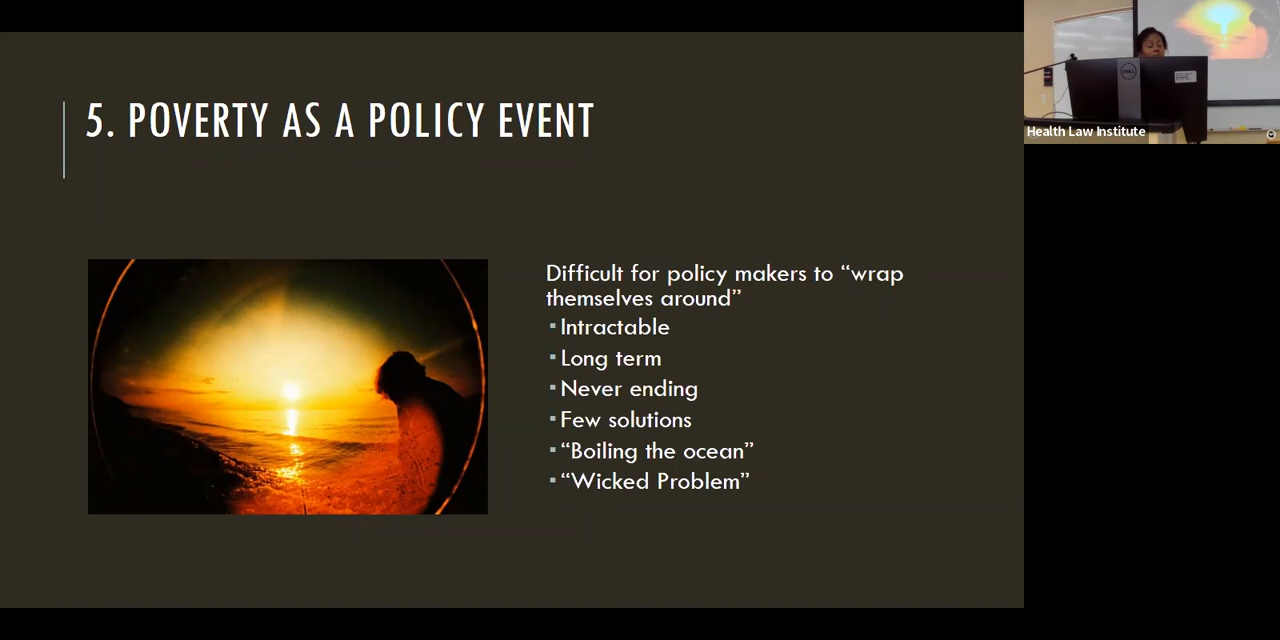 5. POVERTY AS A POLICY EVENT
Difficult for policy makers to “wrap
themselves around”
▪Intractable
▪Long term
▪Never ending
▪Few solutions
▪“Boiling the ocean”
▪“Wicked Problem”
DELL
Health Law Institute